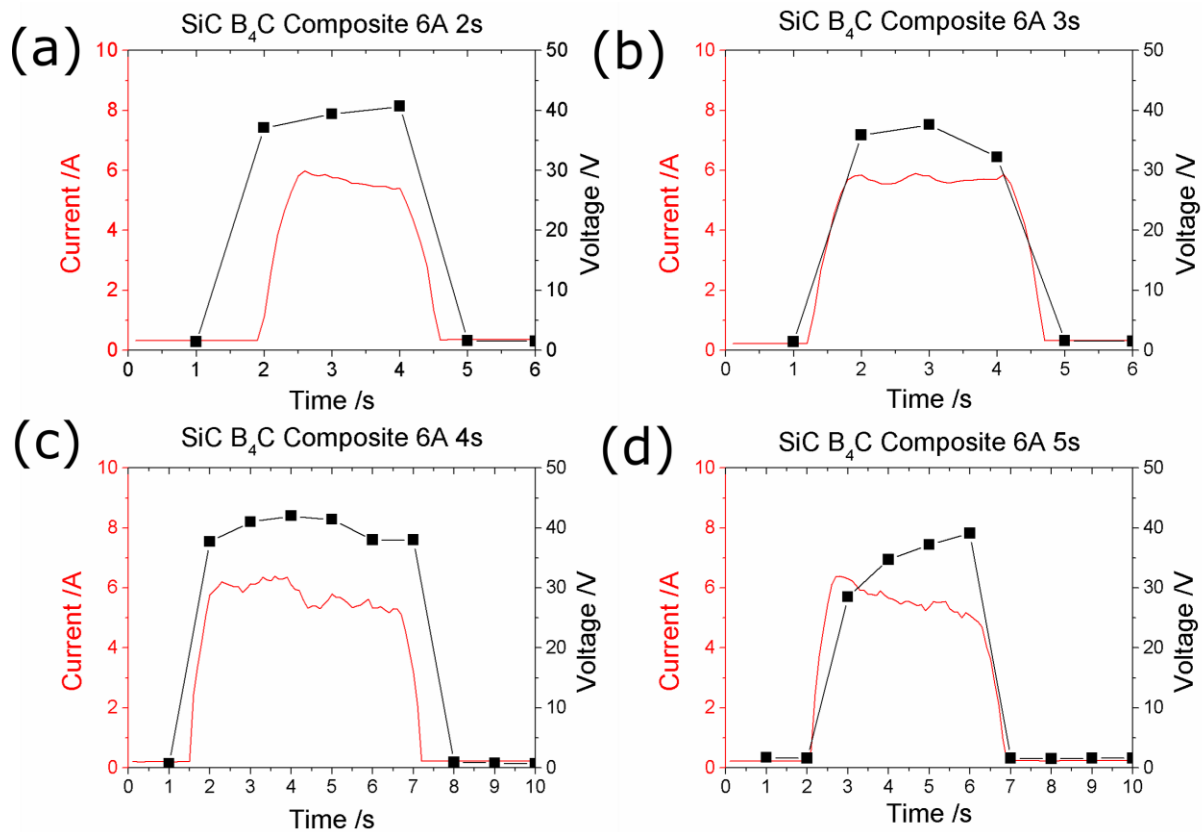 (a)
SiC B₄C Composite 6A 2s
10
8
6
4
2
0
Current /A
50
40
30
20
10
0
Voltage /V
0 1 2 3 4 5 6
Time /s
(b)
SiC B₄C Composite 6A 3s
10
8
6
4
2
0
Current /A
50
40
30
20
10
0
Voltage /V
0 1 2 3 4 5 6
Time /s
(c)
SiC B₄C Composite 6A 4s
10
8
6
4
2
0
Current /A
50
40
30
20
10
0
Voltage /V
0 1 2 3 4 5 6 7 8 9 10
Time /s
(d)
SiC B₄C Composite 6A 5s
10
8
6
4
2
0
Current /A
50
40
30
20
10
0
Voltage /V
0 1 2 3 4 5 6 7 8 9 10
Time /s